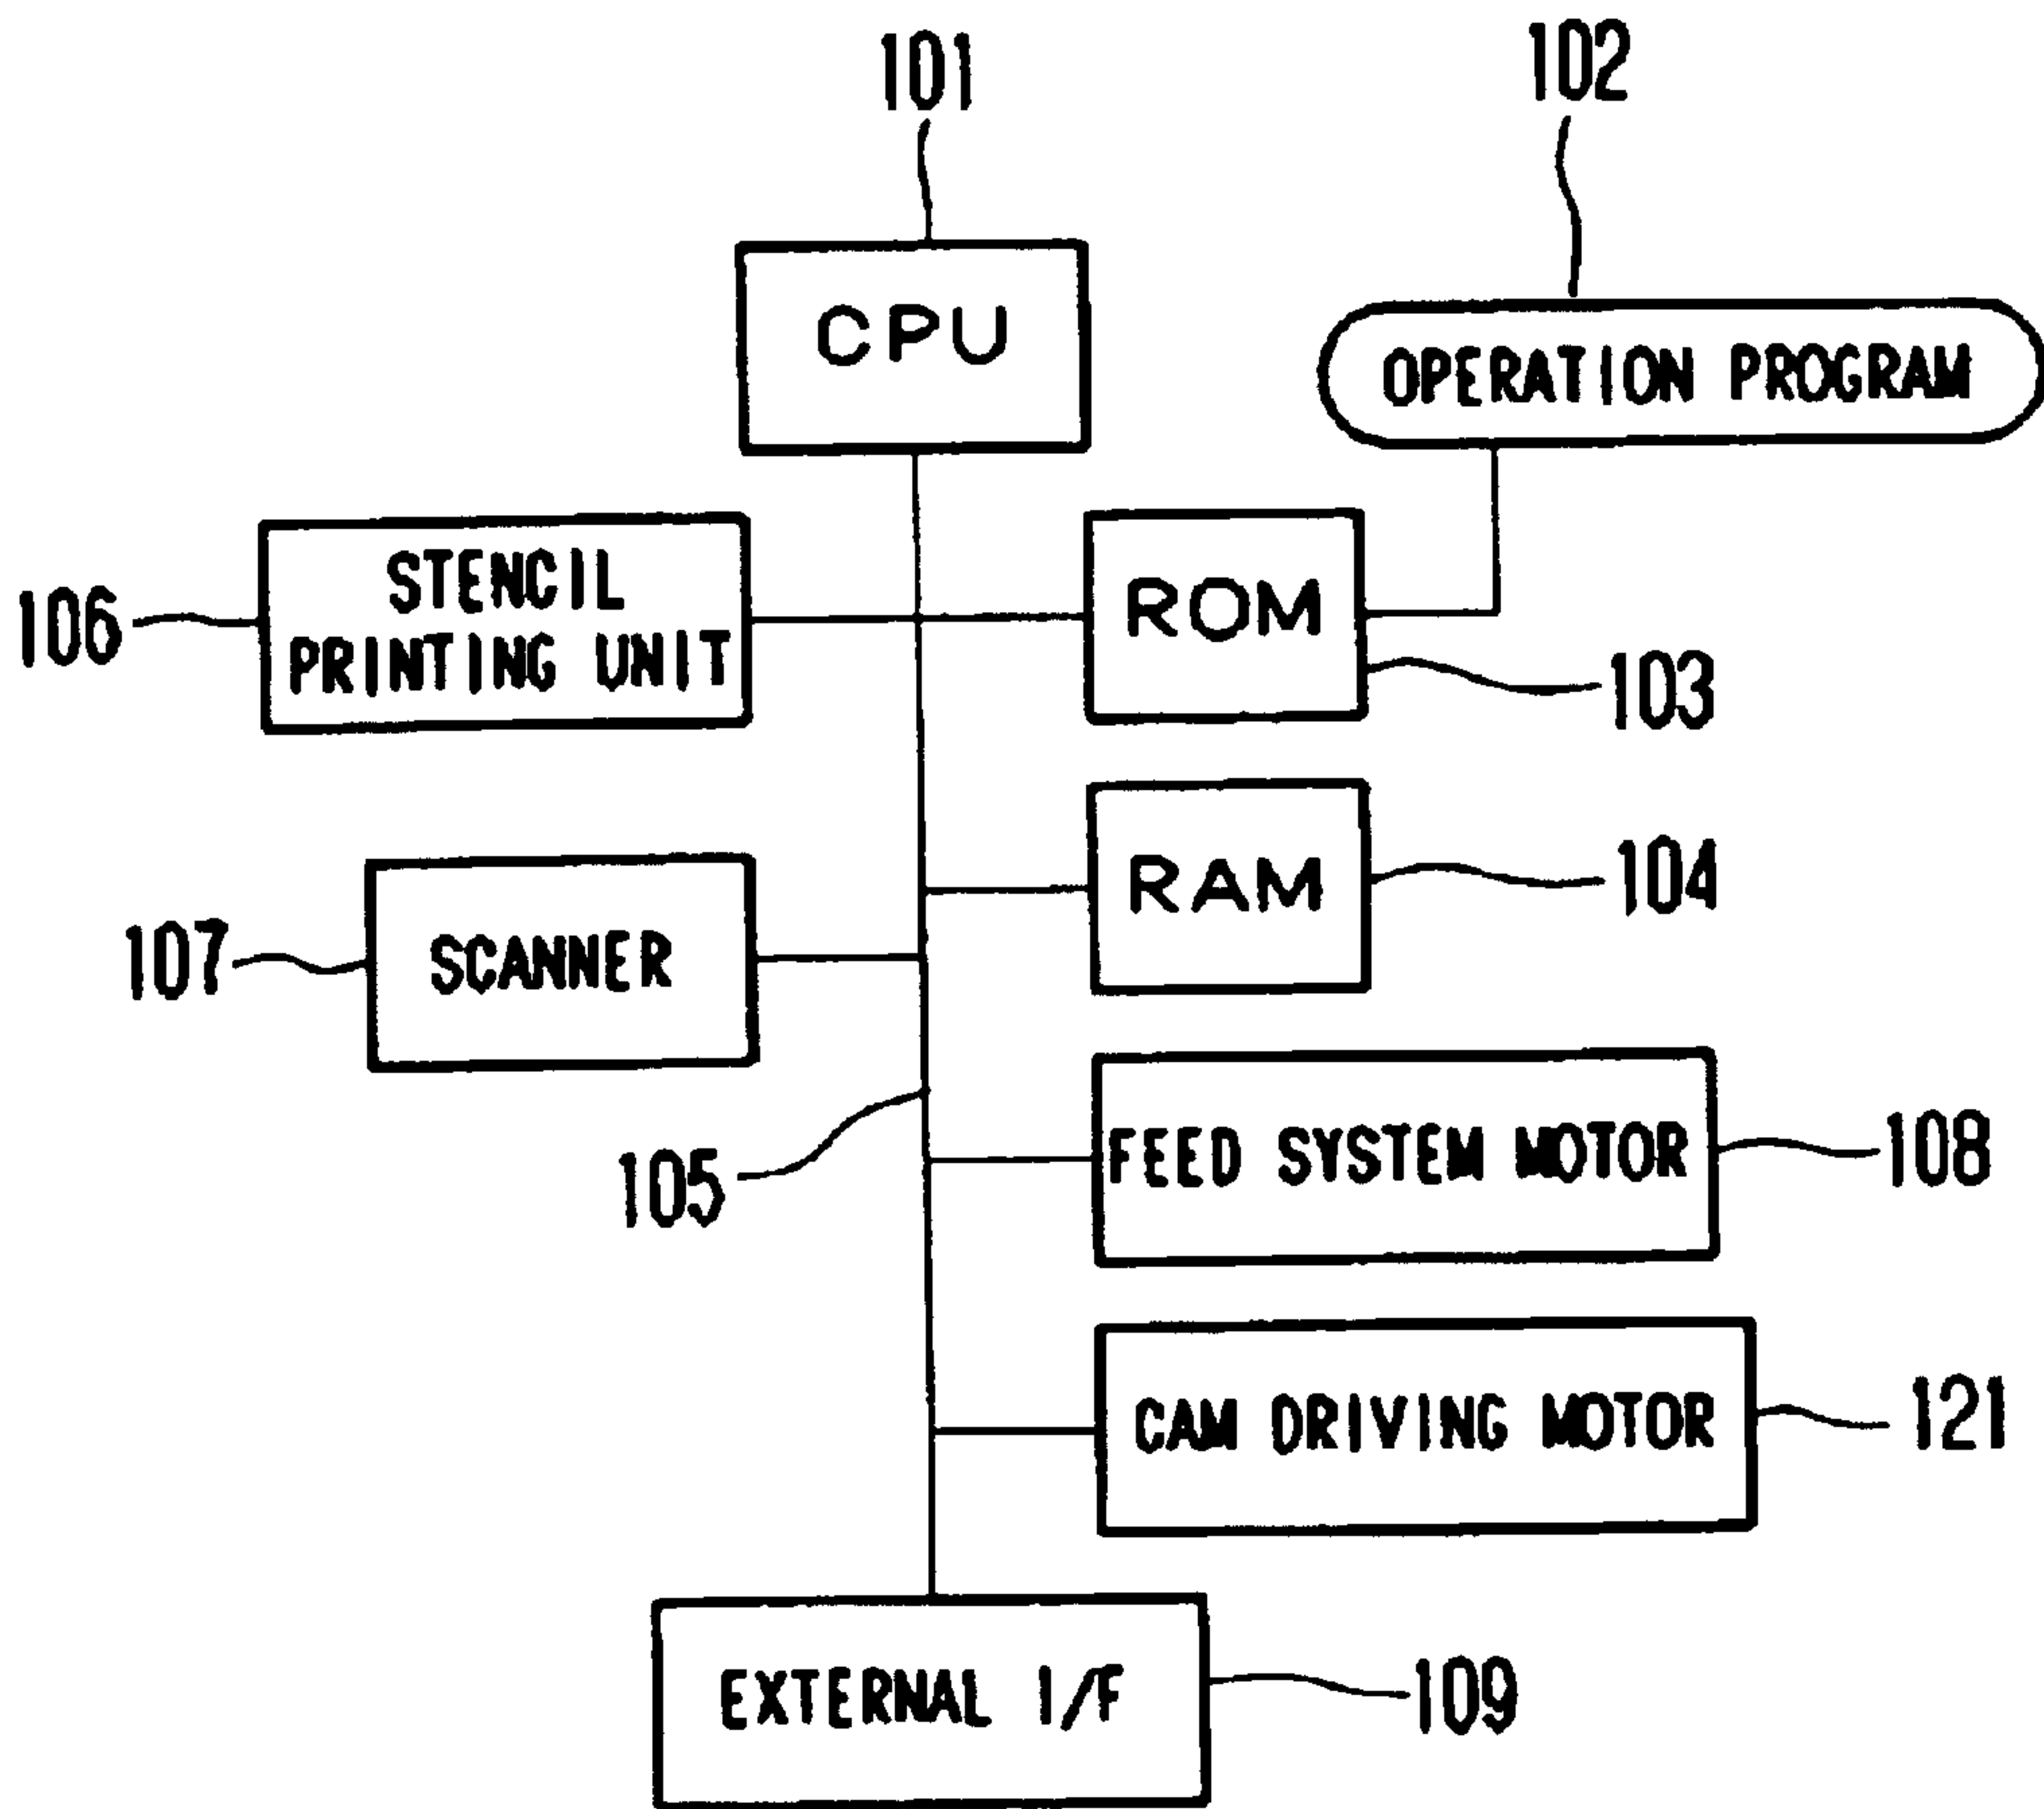 101
102
CPU
OPERATION PROGRAM
STENCIL
PRINTING UNIT
106
ROM
103
RAM
104
107
SCANNER
105
FEED SYSTEM MOTOR
108
CAM DRIVING MOTOR
121
EXTERNAL I/F
109